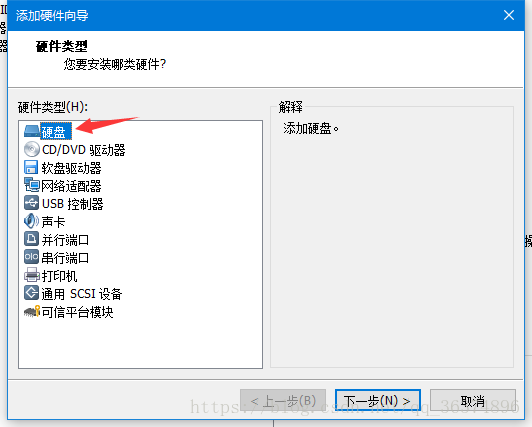 添加硬件向导
硬件类型
您要安装哪类硬件?
硬件类型(H):
硬盘
CD/DVD 驱动器
软盘驱动器
网络适配器
USB 控制器
声卡
并行端口
串行端口
打印机
通用 SCSI 设备
可信平台模块
解释
添加硬盘。
< 上一步(B)
下一步(N) >
取消